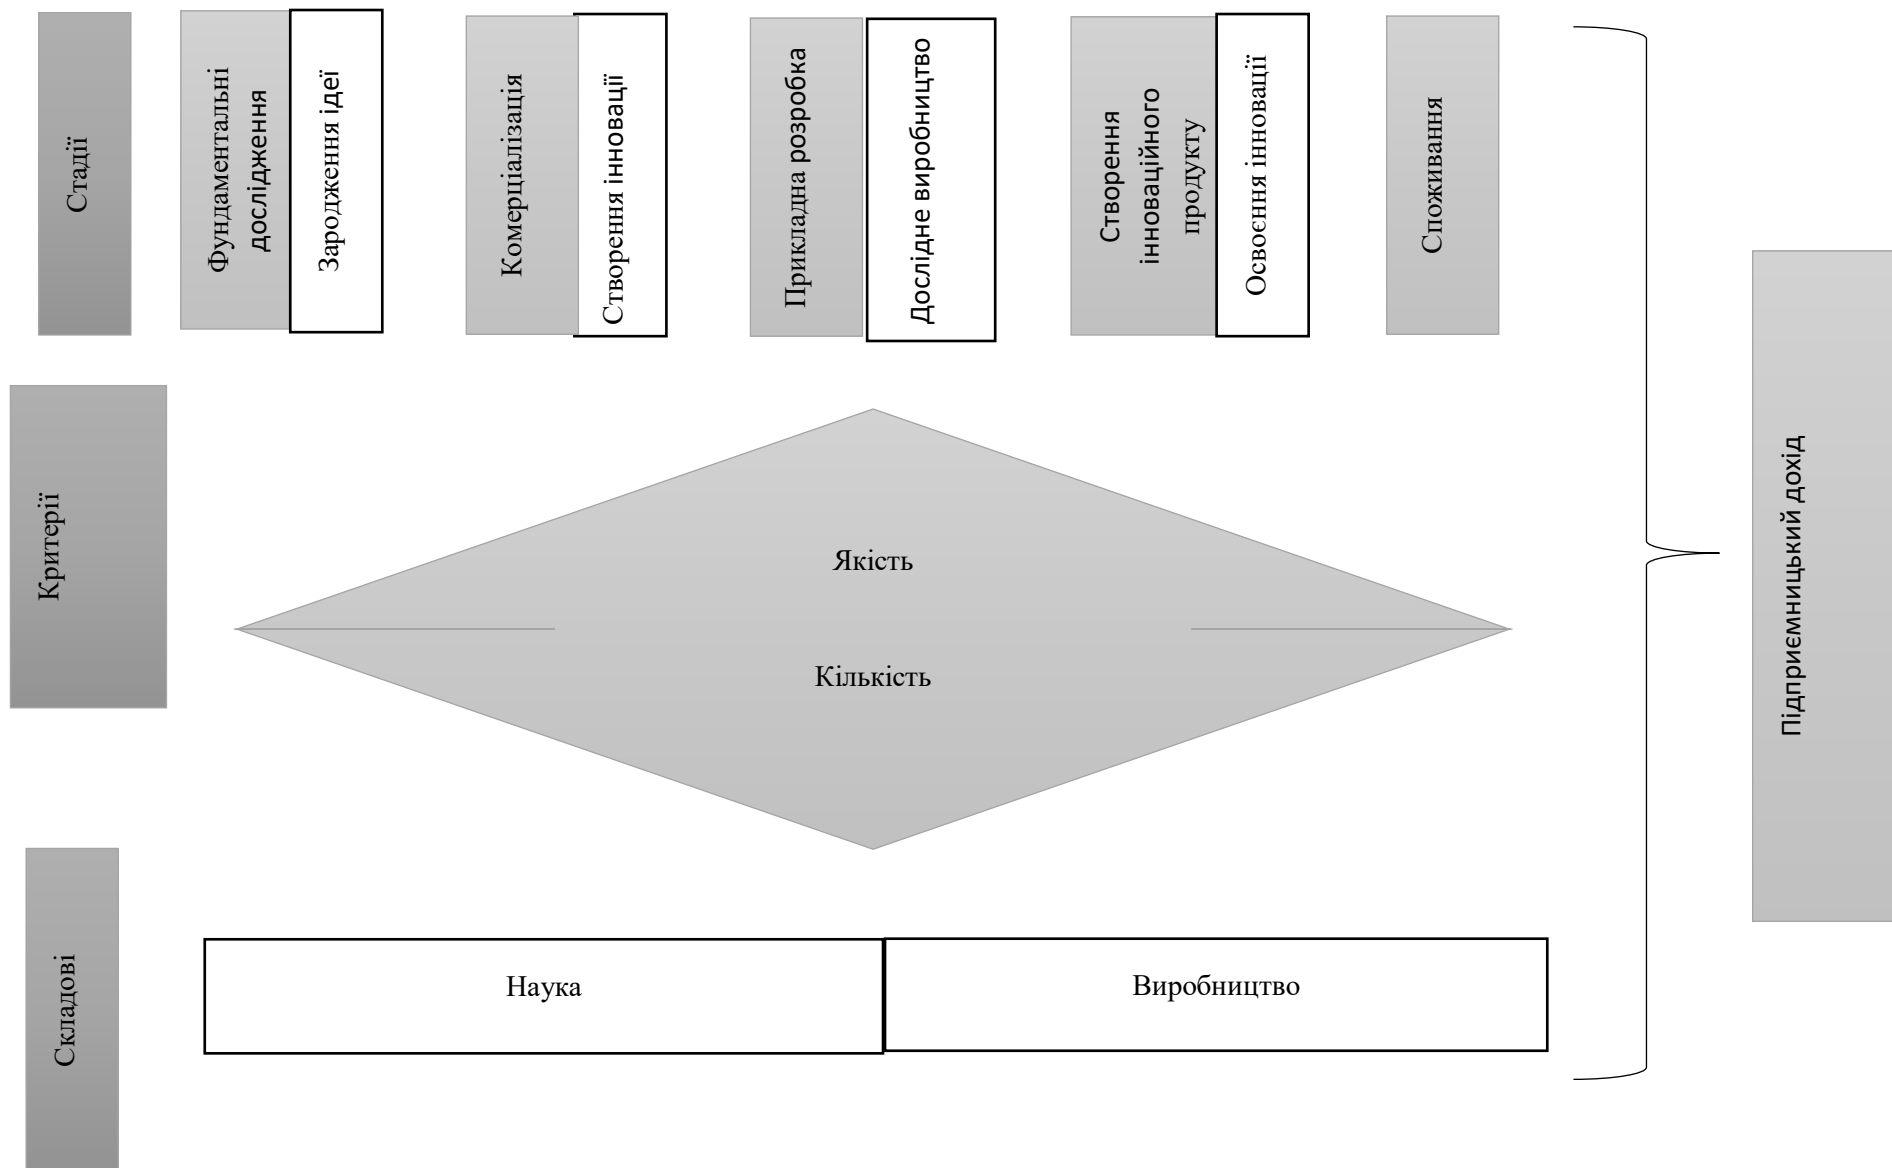 Стадії
Фундаментальні
дослідження
Зародження ідеї
Комерціалізація
Створення інновації
Прикладна розробка
Дослідне виробництво
Створення
інноваційного
продукту
Освоєння інновації
Споживання
Критерії
Якість
Кількість
Підприємницький дохід
Складові
Наука
Виробництво